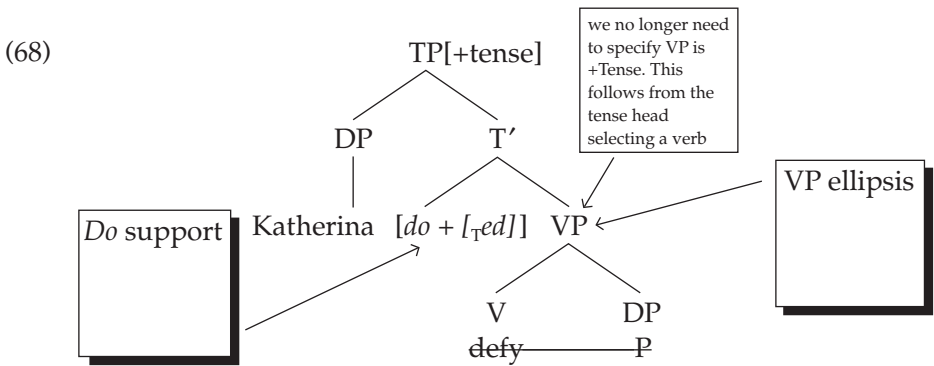 (68)
we no longer need
to specify VP is
+Tense. This
follows from the
tense head
selecting a verb
TP[+tense]
DP T′
VP ellipsis
Do support
Katherina [do + [Ted]] VP
V DP
defy P